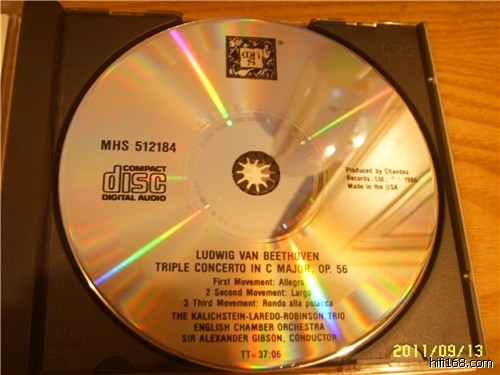 MHS
MHS 512184
COMPACT
disc
DIGITAL AUDIO
Produced by Chandos
Records, Ltd., 1986
Made in the USA
LUDWIG VAN BEETHOVEN
TRIPLE CONCERTO IN C MAJOR, OP. 56
First Movement: Allegro
2 Second Movement: Largo
3 Third Movement: Rondo alla polacca
THE KALICHSTEIN-LAREDO-ROBINSON TRIO
ENGLISH CHAMBER ORCHESTRA
SIR ALEXANDER GIBSON, CONDUCTOR
TT=37:06
2011/09/13
hifi168.com